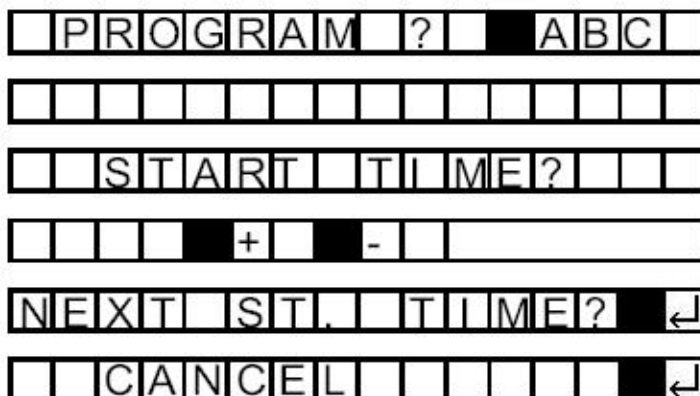 PROGRAM ? ABC
START TIME?
+ -
NEXT ST. TIME? ↵
CANCEL ↵